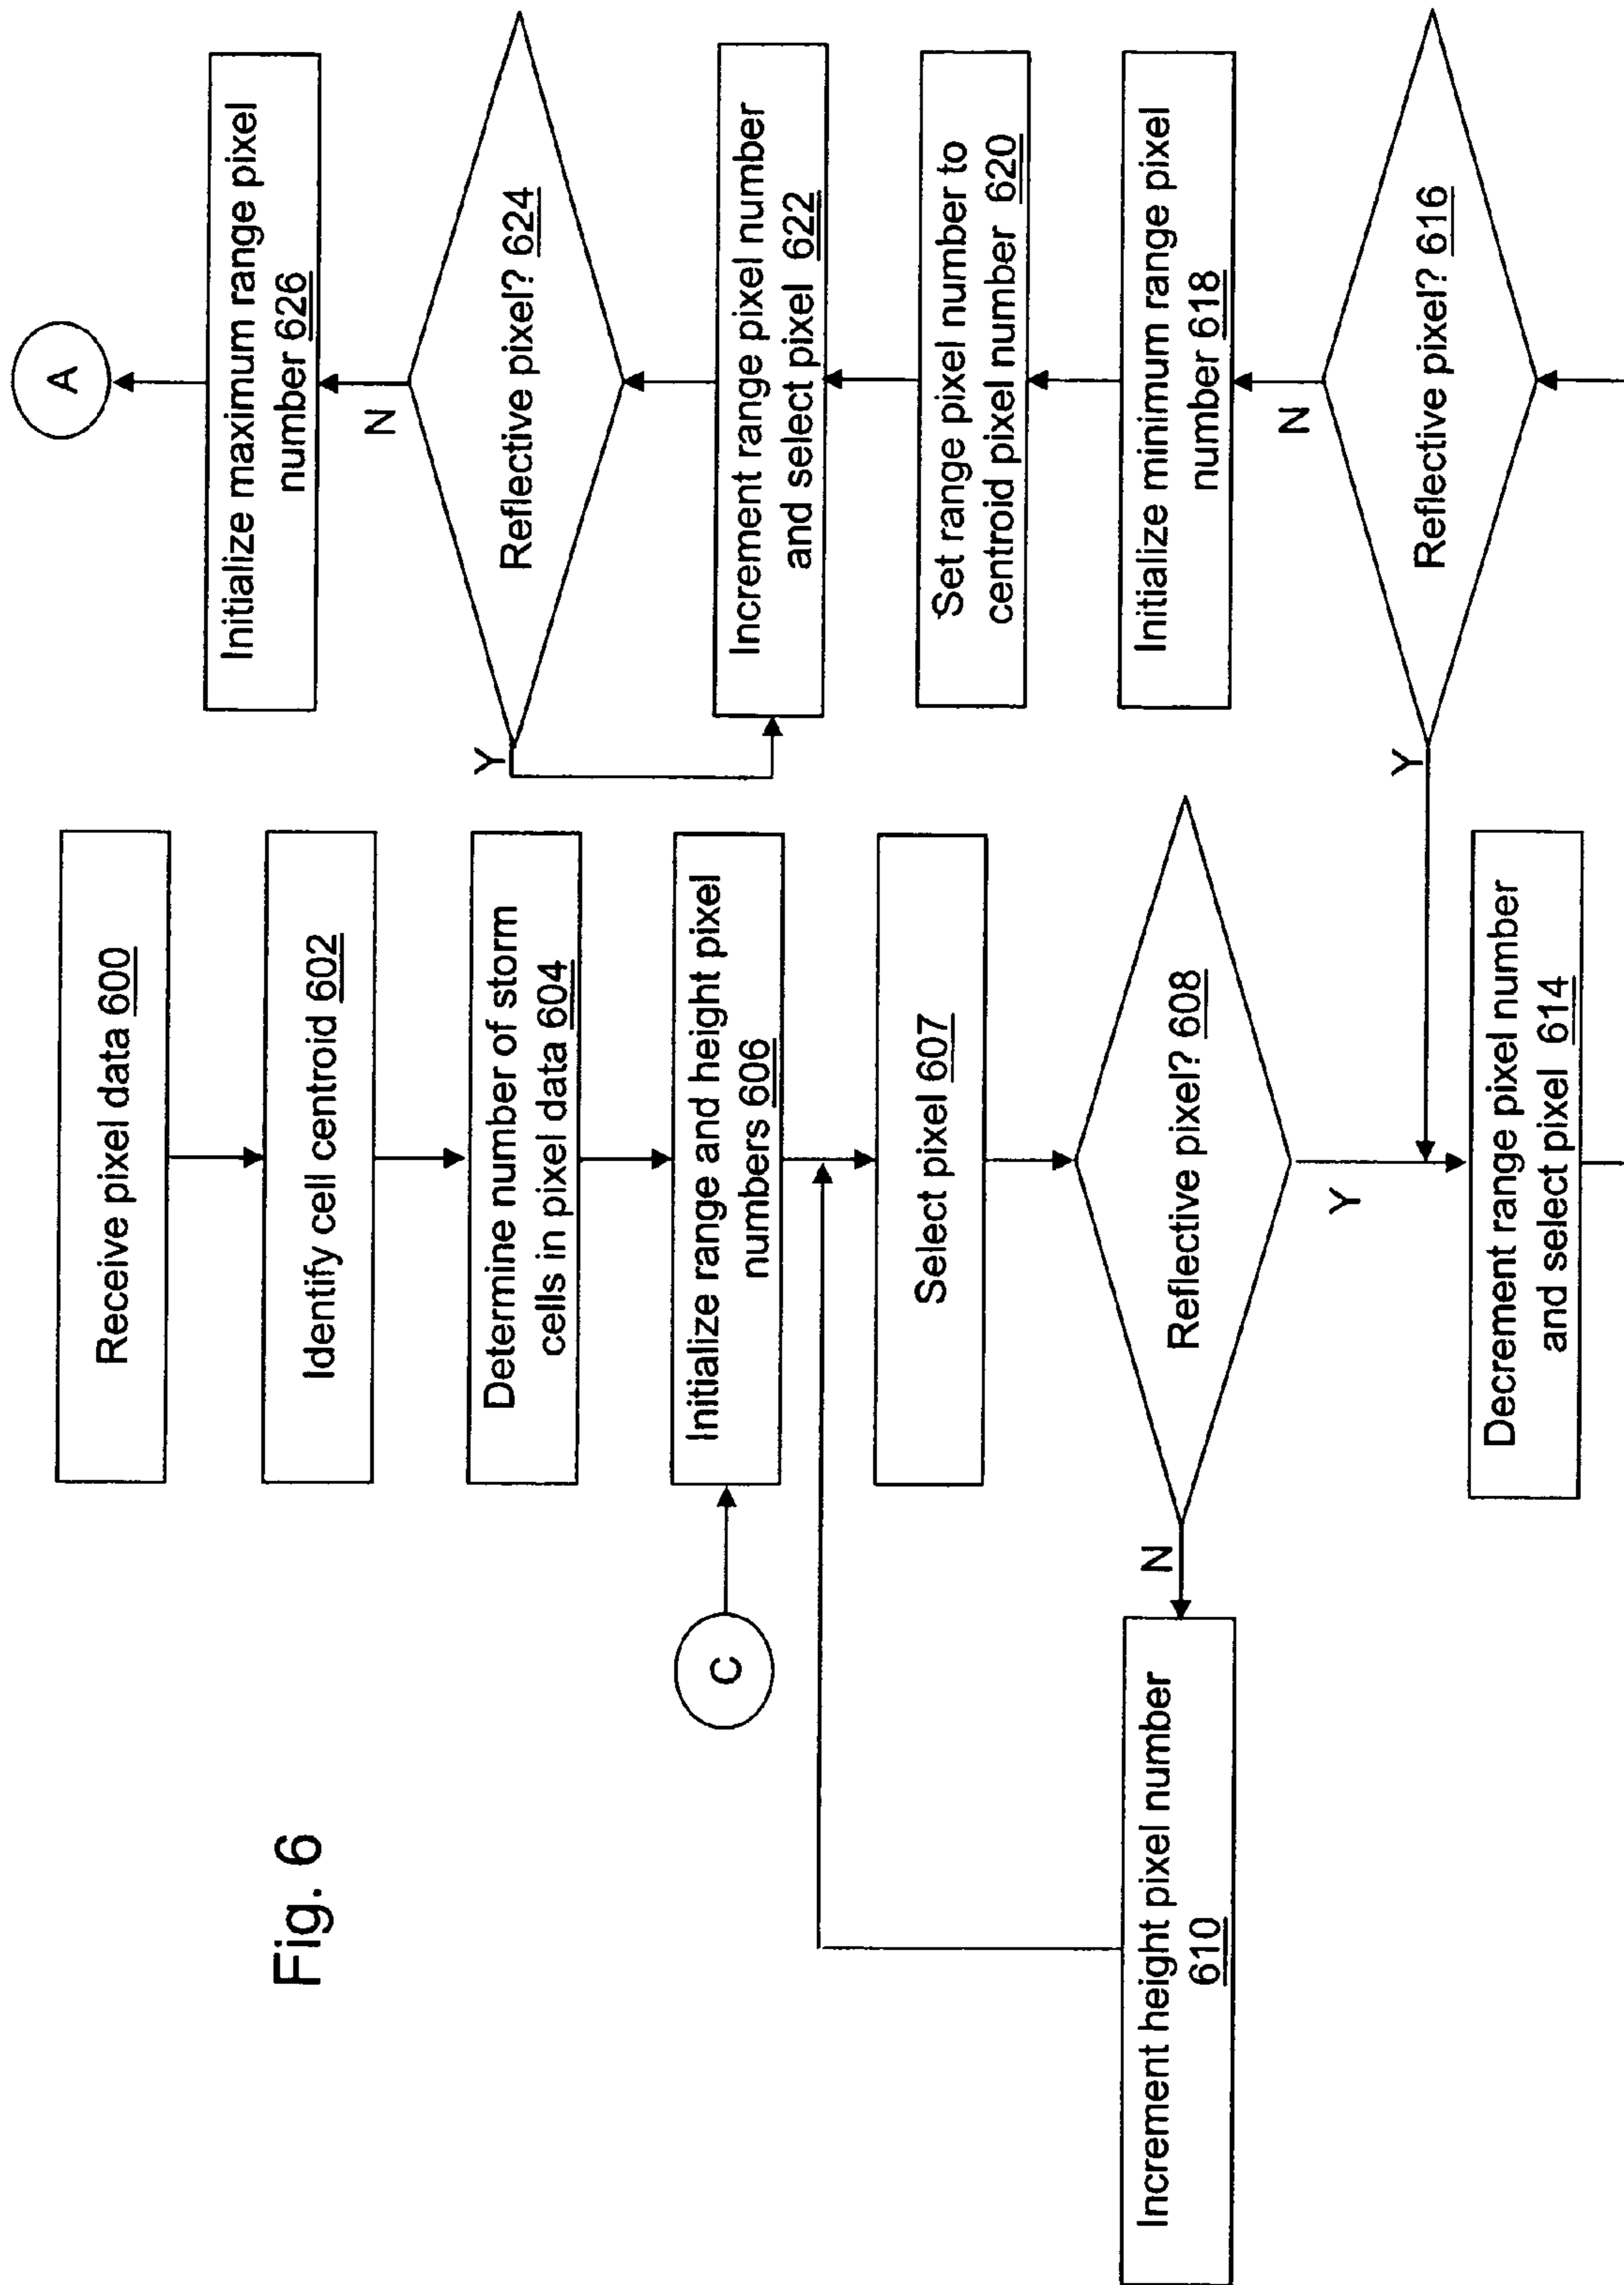 Fig. 6
Receive pixel data 600
Identify cell centroid 602
Determine number of storm
cells in pixel data 604
C
Initialize range and height pixel
numbers 606
Select pixel 607
Reflective pixel? 608
N
Y
Increment height pixel number
610
Decrement range pixel number
and select pixel 614
Reflective pixel? 616
Y
N
Initialize minimum range pixel
number 618
Set range pixel number to
centroid pixel number 620
Increment range pixel number
and select pixel 622
Reflective pixel? 624
Y
N
Initialize maximum range pixel
number 626
A